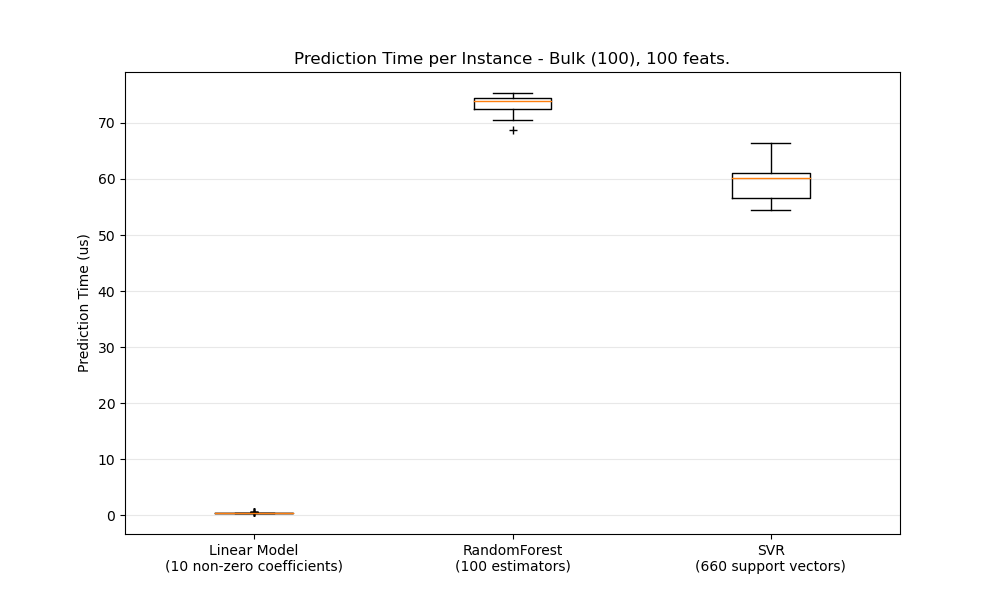 Prediction Time per Instance - Bulk (100), 100 feats.
Prediction Time (us)
70
60
50
40
30
20
10
0
Linear Model
(10 non-zero coefficients)
RandomForest
(100 estimators)
SVR
(660 support vectors)